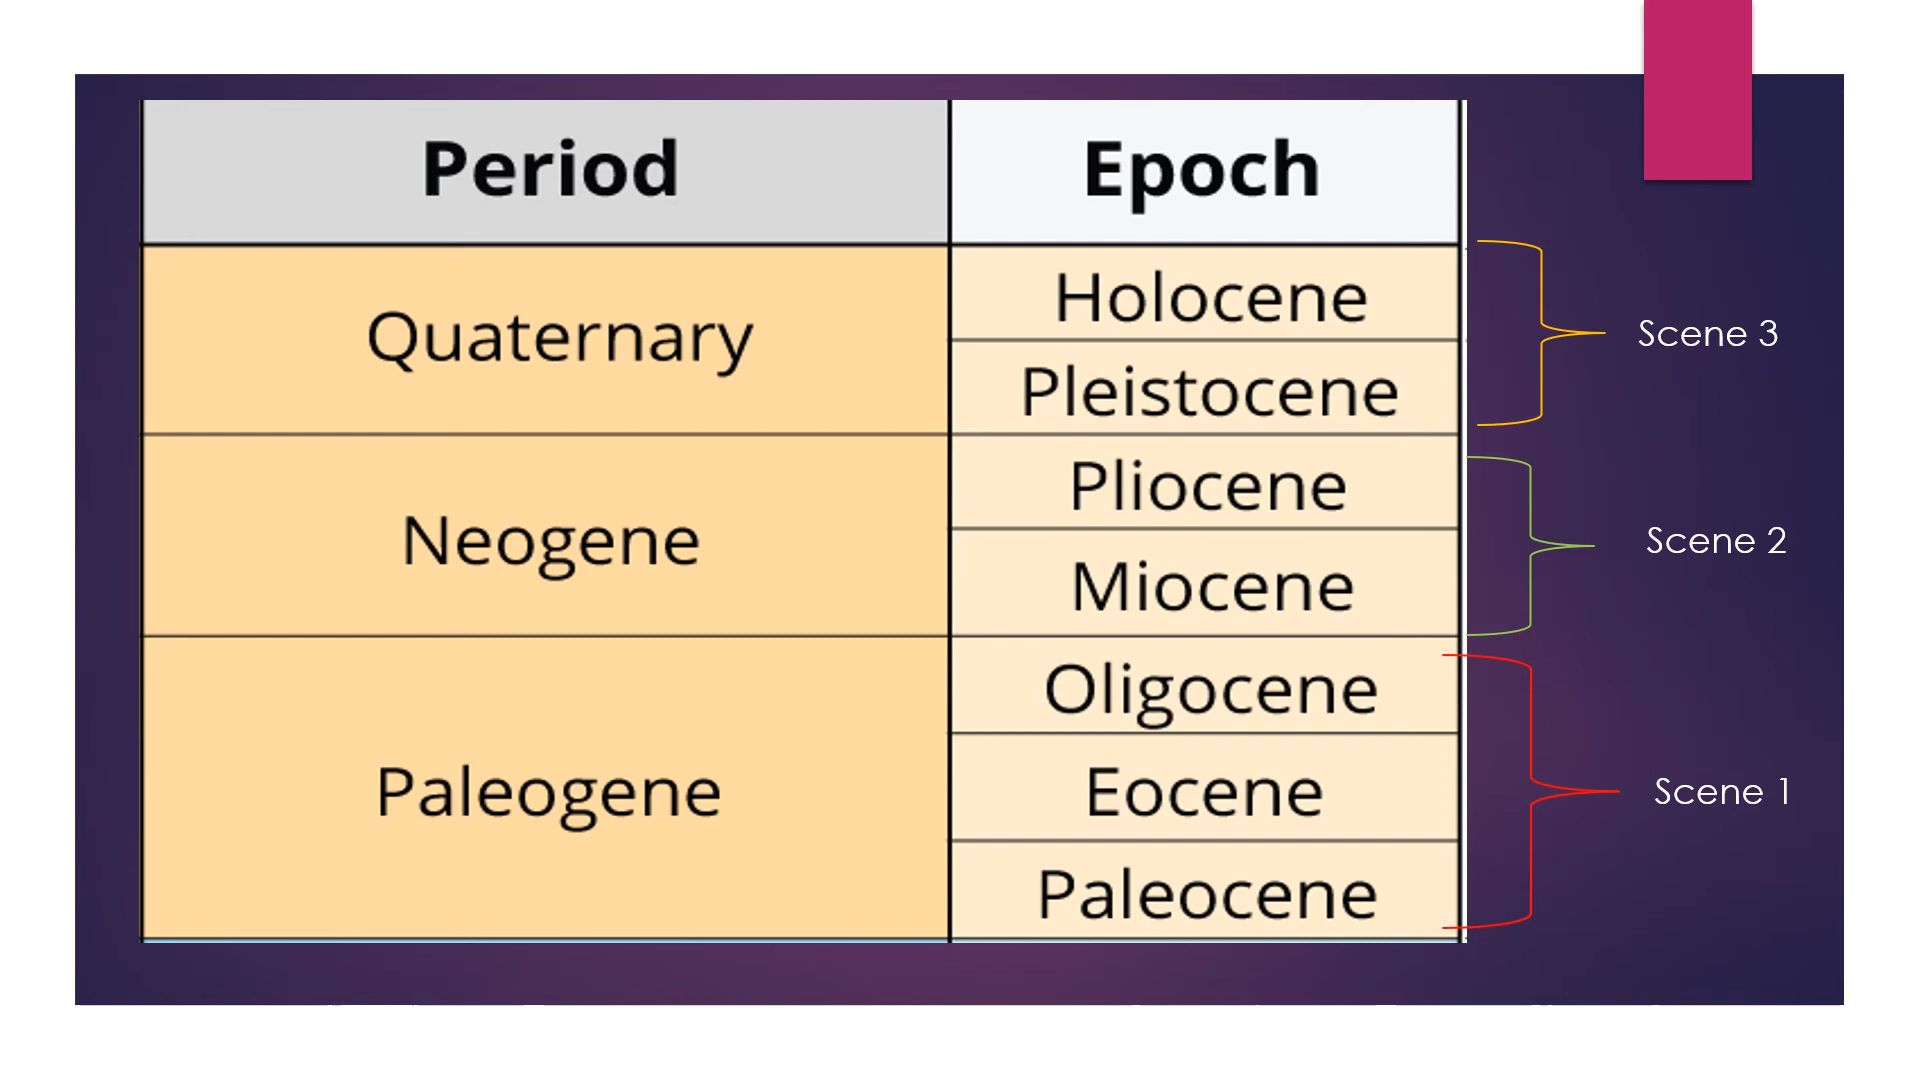 Period Epoch
Holocene
Quaternary
Scene 3
Pleistocene
Pliocene
Neogene
Scene 2
Miocene
Oligocene
Paleogene
Eocene
Scene 1
Paleocene